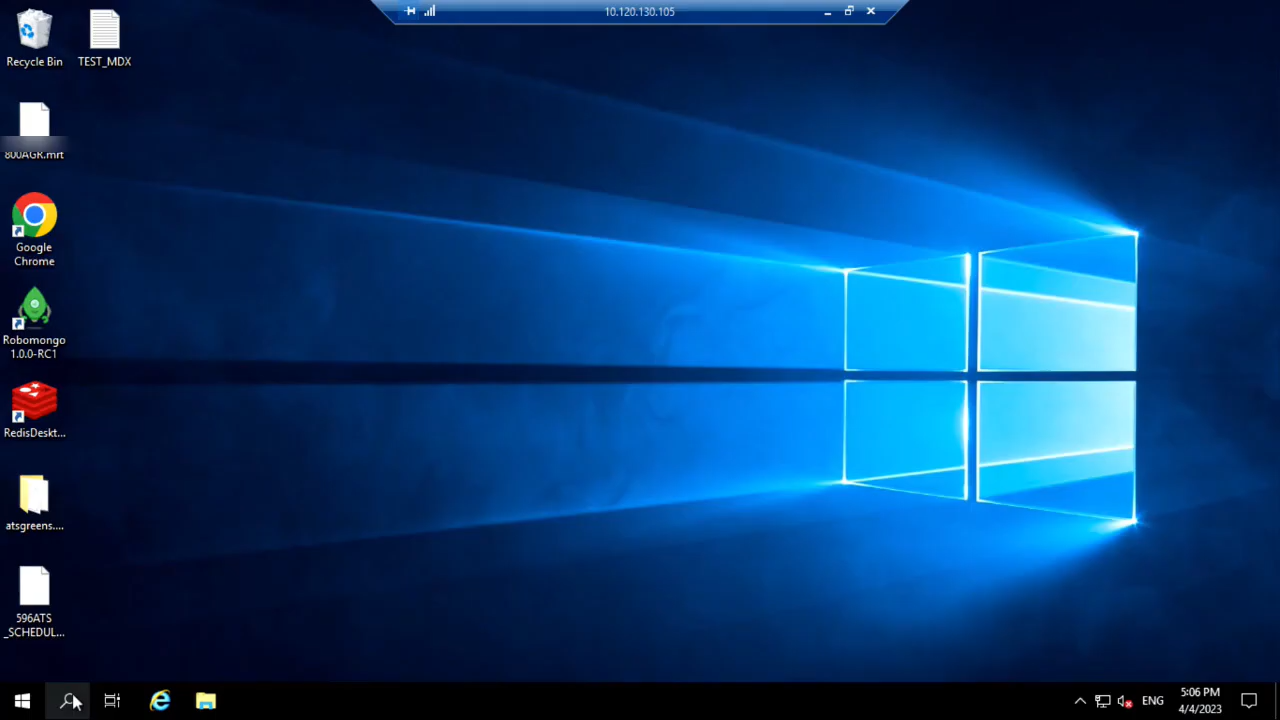 10.120.130.105
Recycle Bin
TEST_MDX
800AGR.mrt
Google
Chrome
Robomongo
1.0.0-RC1
RedisDeskt...
atsgreens....
596ATS
_SCHEDUL...
ENG
5:06 PM
4/4/2023